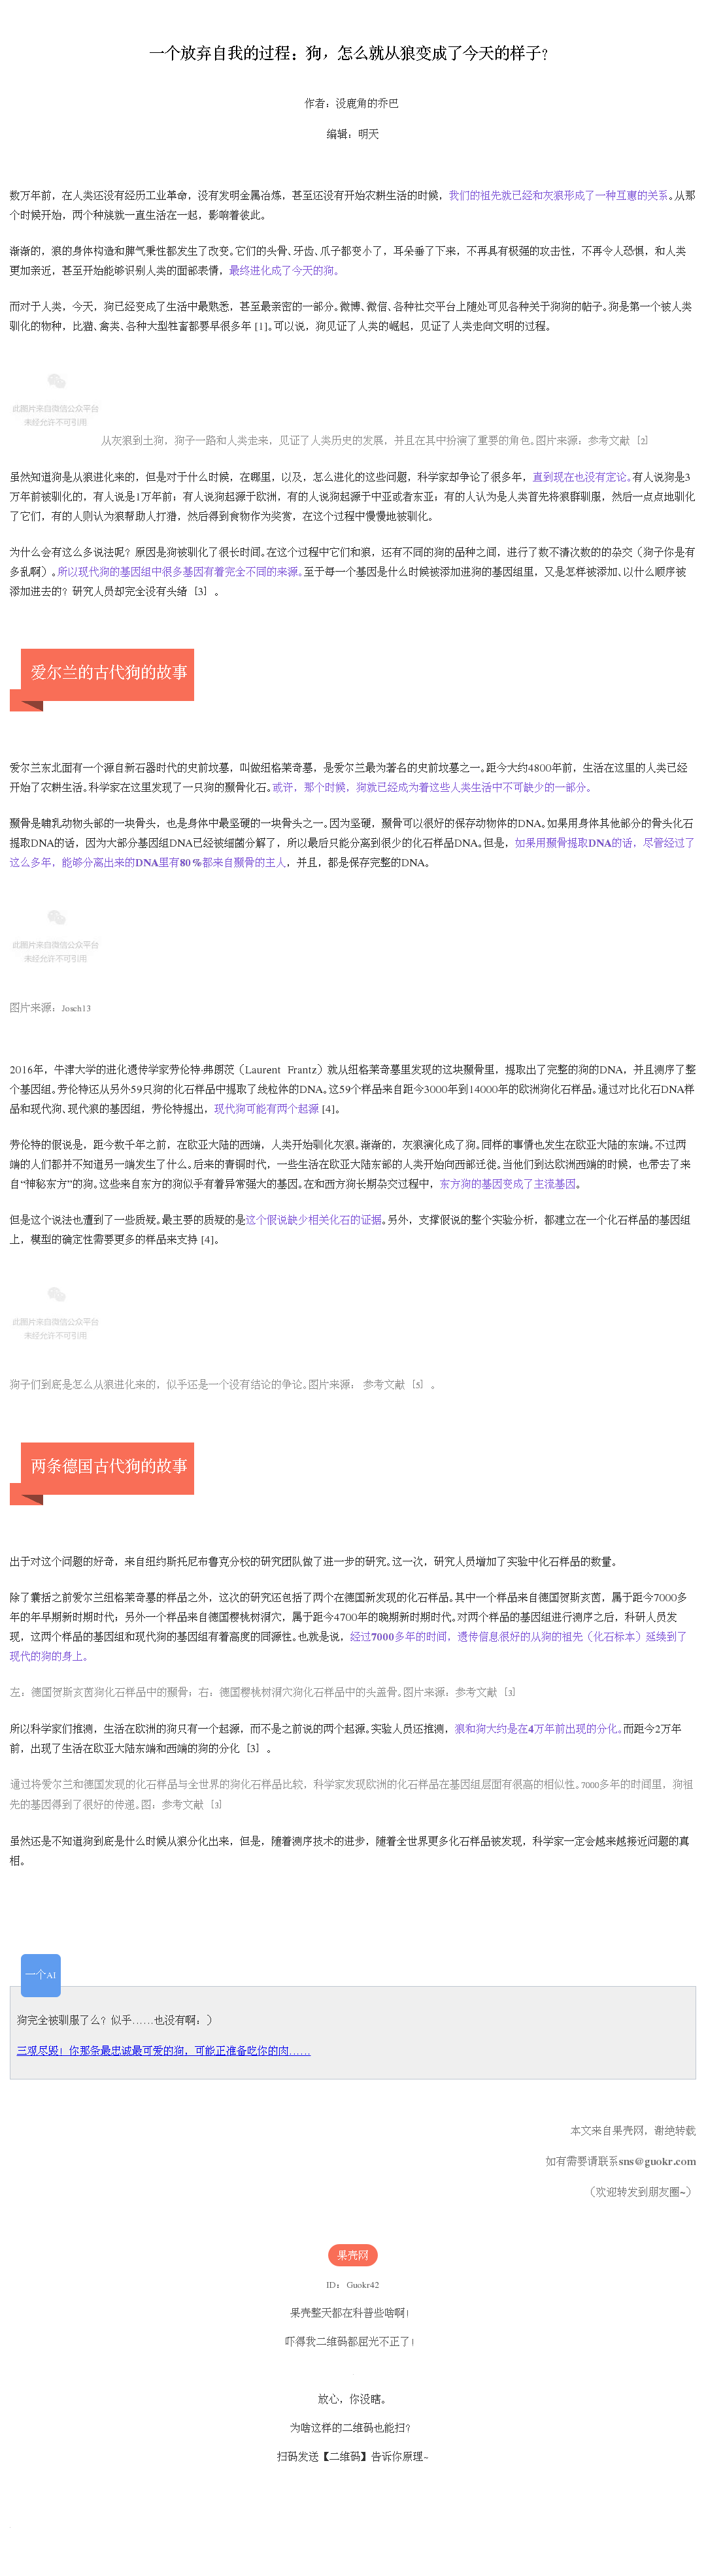 一个放弃自我的过程：狗，怎么就从狼变成了今天的样子？
作者：没鹿角的乔巴
编辑：明天
数万年前，在人类还没有经历工业革命，没有发明金属冶炼，甚至还没有开始农耕生活的时候，我们的祖先就已经和灰狼形成了一种互惠的关系。从那
个时候开始，两个种族就一直生活在一起，影响着彼此。
渐渐的，狼的身体构造和脾气秉性都发生了改变。它们的头骨、牙齿、爪子都变小了，耳朵垂了下来，不再具有极强的攻击性，不再令人恐惧，和人类
更加亲近，甚至开始能够识别人类的面部表情，最终进化成了今天的狗。
而对于人类，今天，狗已经变成了生活中最熟悉，甚至最亲密的一部分。微博、微信、各种社交平台上随处可见各种关于狗狗的帖子。狗是第一个被人类
驯化的物种，比猫、禽类、各种大型牲畜都要早很多年 [1]。可以说，狗见证了人类的崛起，见证了人类走向文明的过程。
此图片来自微信公众平台
未经允许不可引用
从灰狼到土狗，狗子一路和人类走来，见证了人类历史的发展，并且在其中扮演了重要的角色。图片来源：参考文献［2］
虽然知道狗是从狼进化来的，但是对于什么时候，在哪里，以及，怎么进化的这些问题，科学家却争论了很多年，直到现在也没有定论。有人说狗是3
万年前被驯化的，有人说是1万年前；有人说狗起源于欧洲，有的人说狗起源于中亚或者东亚；有的人认为是人类首先将狼群驯服，然后一点点地驯化
了它们，有的人则认为狼帮助人打猎，然后得到食物作为奖赏，在这个过程中慢慢地被驯化。
为什么会有这么多说法呢？原因是狗被驯化了很长时间。在这个过程中它们和狼，还有不同的狗的品种之间，进行了数不清次数的的杂交（狗子你是有
多乱啊）。所以现代狗的基因组中很多基因有着完全不同的来源。至于每一个基因是什么时候被添加进狗的基因组里，又是怎样被添加、以什么顺序被
添加进去的？研究人员却完全没有头绪［3］。
爱尔兰的古代狗的故事
爱尔兰东北面有一个源自新石器时代的史前坟墓，叫做纽格莱奇墓，是爱尔兰最为著名的史前坟墓之一。距今大约4800年前，生活在这里的人类已经
开始了农耕生活。科学家在这里发现了一只狗的颞骨化石。或许，那个时候，狗就已经成为着这些人类生活中不可缺少的一部分。
颞骨是哺乳动物头部的一块骨头，也是身体中最坚硬的一块骨头之一。因为坚硬，颞骨可以很好的保存动物体的DNA。如果用身体其他部分的骨头化石
提取DNA的话，因为大部分基因组DNA已经被细菌分解了，所以最后只能分离到很少的化石样品DNA。但是，如果用颞骨提取DNA的话，尽管经过了
这么多年，能够分离出来的DNA里有80%都来自颞骨的主人，并且，都是保存完整的DNA。
此图片来自微信公众平台
未经允许不可引用
图片来源：Josch13
2016年，牛津大学的进化遗传学家劳伦特·弗朗茨（Laurent Frantz）就从纽格莱奇墓里发现的这块颞骨里，提取出了完整的狗的DNA，并且测序了整
个基因组。劳伦特还从另外59只狗的化石样品中提取了线粒体的DNA。这59个样品来自距今3000年到14000年的欧洲狗化石样品。通过对比化石DNA样
品和现代狗、现代狼的基因组，劳伦特提出，现代狗可能有两个起源 [4]。
劳伦特的假说是，距今数千年之前，在欧亚大陆的西端，人类开始驯化灰狼。渐渐的，灰狼演化成了狗。同样的事情也发生在欧亚大陆的东端。不过两
端的人们都并不知道另一端发生了什么。后来的青铜时代，一些生活在欧亚大陆东部的人类开始向西部迁徙。当他们到达欧洲西端的时候，也带去了来
自“神秘东方”的狗。这些来自东方的狗似乎有着异常强大的基因。在和西方狗长期杂交过程中，东方狗的基因变成了主流基因。
但是这个说法也遭到了一些质疑。最主要的质疑的是这个假说缺少相关化石的证据。另外，支撑假说的整个实验分析，都建立在一个化石样品的基因组
上，模型的确定性需要更多的样品来支持 [4]。
此图片来自微信公众平台
未经允许不可引用
狗子们到底是怎么从狼进化来的，似乎还是一个没有结论的争论。图片来源： 参考文献［5］。
两条德国古代狗的故事
出于对这个问题的好奇，来自纽约斯托尼布鲁克分校的研究团队做了进一步的研究。这一次，研究人员增加了实验中化石样品的数量。
除了囊括之前爱尔兰纽格莱奇墓的样品之外，这次的研究还包括了两个在德国新发现的化石样品。其中一个样品来自德国贺斯亥茵，属于距今7000多
年的年早期新时期时代；另外一个样品来自德国樱桃树洞穴，属于距今4700年的晚期新时期时代。对两个样品的基因组进行测序之后，科研人员发
现，这两个样品的基因组和现代狗的基因组有着高度的同源性。也就是说，经过7000多年的时间，遗传信息很好的从狗的祖先（化石标本）延续到了
现代的狗的身上。
左：德国贺斯亥茵狗化石样品中的颞骨；右：德国樱桃树洞穴狗化石样品中的头盖骨。图片来源：参考文献［3］
所以科学家们推测，生活在欧洲的狗只有一个起源，而不是之前说的两个起源。实验人员还推测，狼和狗大约是在4万年前出现的分化。而距今2万年
前，出现了生活在欧亚大陆东端和西端的狗的分化［3］。
通过将爱尔兰和德国发现的化石样品与全世界的狗化石样品比较，科学家发现欧洲的化石样品在基因组层面有很高的相似性。7000多年的时间里，狗祖
先的基因得到了很好的传递。图：参考文献［3］
虽然还是不知道狗到底是什么时候从狼分化出来，但是，随着测序技术的进步，随着全世界更多化石样品被发现，科学家一定会越来越接近问题的真
相。
一个AI
狗完全被驯服了么？似乎……也没有啊：）
三观尽毁！你那条最忠诚最可爱的狗，可能正准备吃你的肉……
本文来自果壳网，谢绝转载
如有需要请联系sns@guokr.com
（欢迎转发到朋友圈~）
果壳网
ID：Guokr42
果壳整天都在科普些啥啊！
吓得我二维码都屈光不正了！
放心，你没瞎。
为啥这样的二维码也能扫？
扫码发送【二维码】告诉你原理~